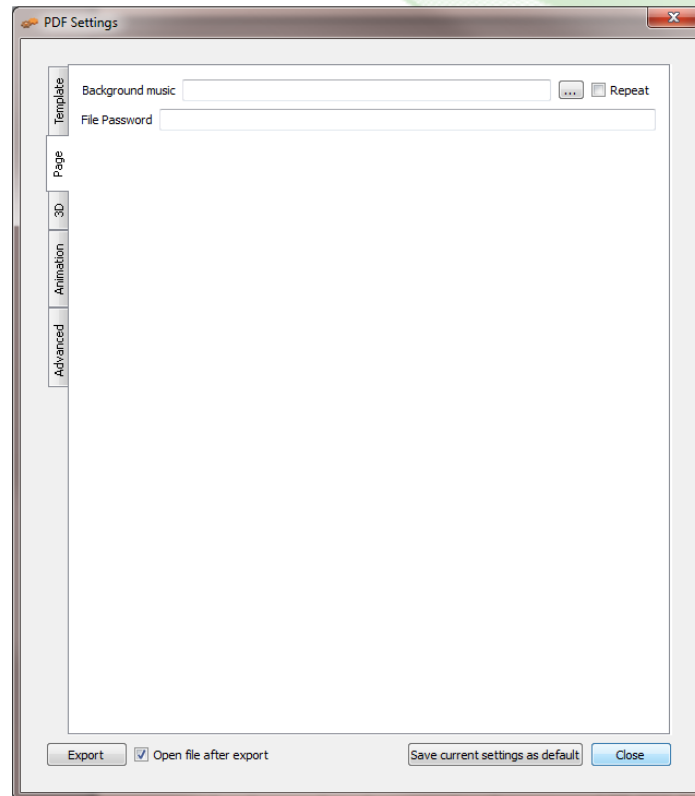 PDF Settings
Template
Background music ... Repeat
File Password
Page
3D
Animation
Advanced
Export Open file after export Save current settings as default Close